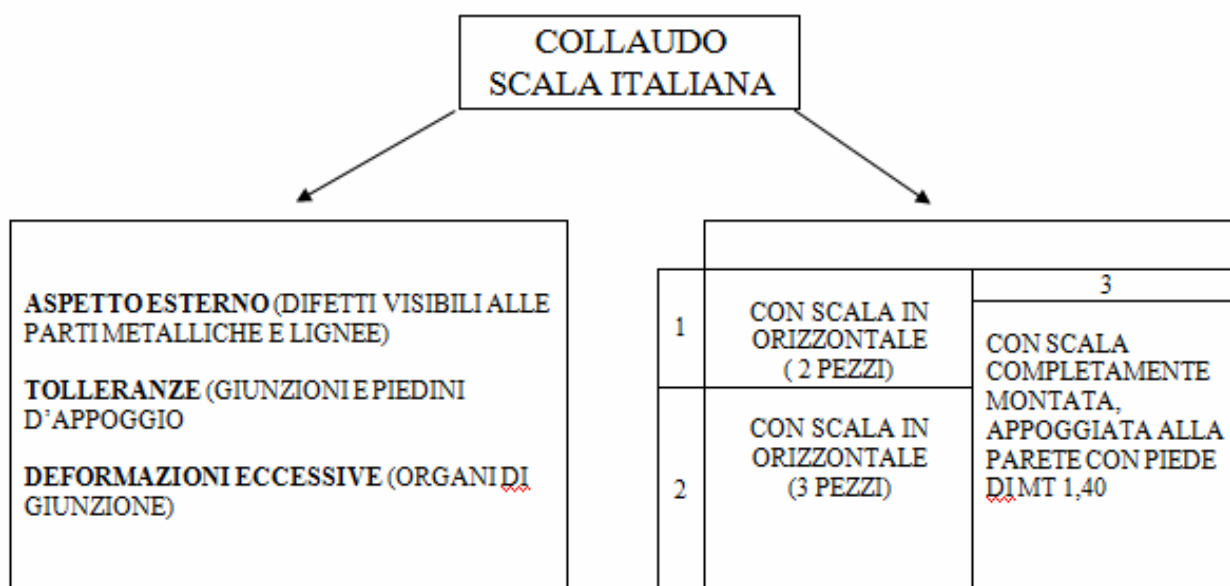 COLLAUDO
SCALA ITALIANA
ASPETTO ESTERNO (DIFETTI VISIBILI ALLE
PARTI METALLICHE E LIGNEE)
TOLLERANZE (GIUNZIONI E PIEDINI
D’APPOGGIO
DEFORMAZIONI ECCESSIVE (ORGANI DI
GIUNZIONE)
1
CON SCALA IN
ORIZZONTALE
( 2 PEZZI)
2
CON SCALA IN
ORIZZONTALE
(3 PEZZI)
3
CON SCALA
COMPLETAMENTE
MONTATA,
APPOGGIATA ALLA
PARETE CON PIEDE
DI MT 1,40